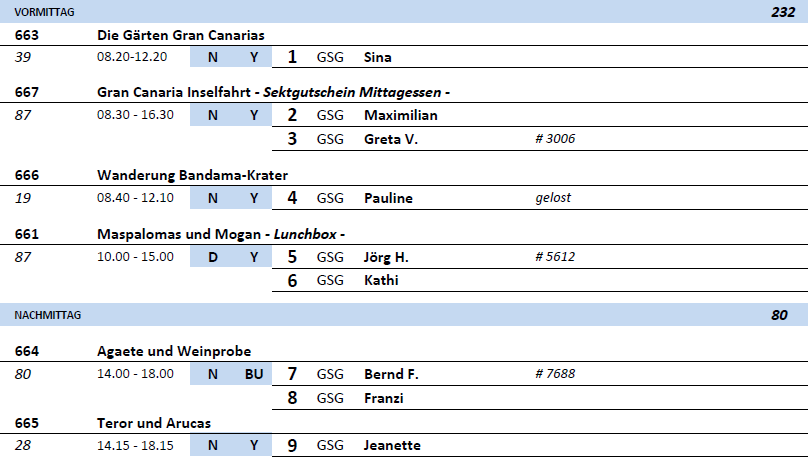 VORMITTAG 232
663 Die Gärten Gran Canarias
39 08.20-12.20 N Y 1 GSG Sina
667 Gran Canaria Inselfahrt - Sektgutschein Mittagessen -
87 08.30 - 16.30 N Y 2 GSG Maximilian
3 GSG Greta V. # 3006
666 Wanderung Bandama-Krater
19 08.40 - 12.10 N Y 4 GSG Pauline gelost
661 Maspalomas und Mogan - Lunchbox -
87 10.00 - 15.00 D Y 5 GSG Jörg H. # 5612
6 GSG Kathi
NACHMITTAG 80
664 Agaete und Weinprobe
80 14.00 - 18.00 N BU 7 GSG Bernd F. # 7688
8 GSG Franzi
665 Teror und Arucas
28 14.15 - 18.15 N Y 9 GSG Jeanette